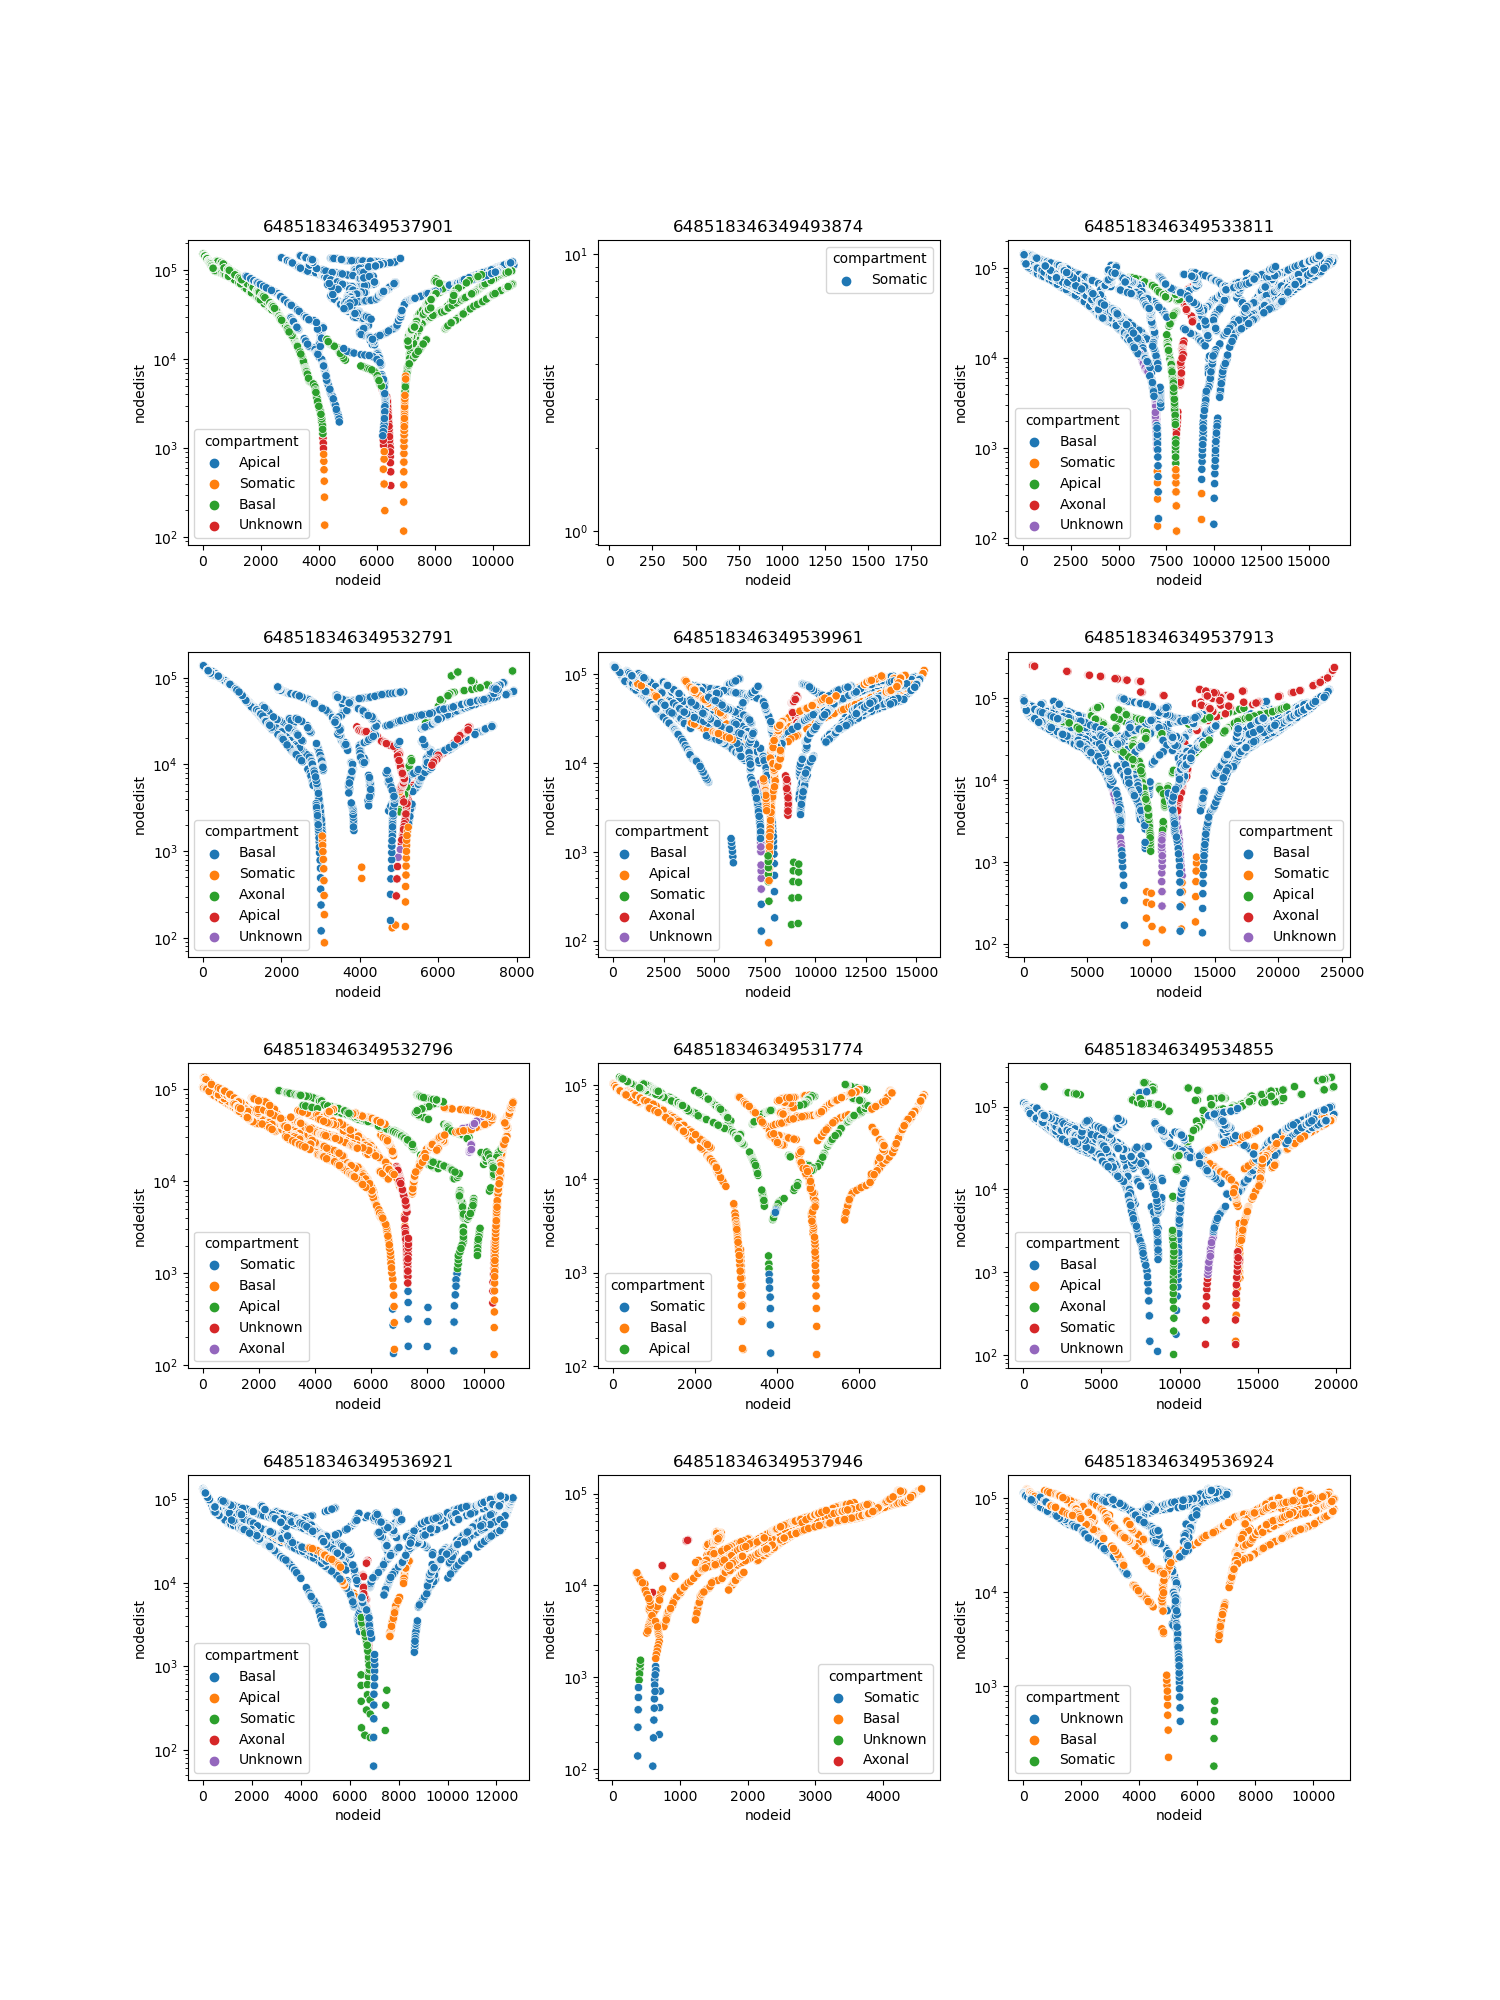 648518346349537901
nodedist
10^5
10^4
10^3
10^2
compartment
Apical
Somatic
Basal
Unknown
0 2000 4000 6000 8000 10000
nodeid
648518346349493874
nodedist
10^1
10^0
compartment
Somatic
0 250 500 750 1000 1250 1500 1750
nodeid
648518346349533811
nodedist
10^5
10^4
10^3
10^2
compartment
Basal
Somatic
Apical
Axonal
Unknown
0 2500 5000 7500 10000 12500 15000
nodeid
648518346349532791
nodedist
10^5
10^4
10^3
10^2
compartment
Basal
Somatic
Axonal
Apical
Unknown
0 2000 4000 6000 8000
nodeid
648518346349539961
nodedist
10^5
10^4
10^3
10^2
compartment
Basal
Apical
Somatic
Axonal
Unknown
0 2500 5000 7500 10000 12500 15000
nodeid
648518346349537913
nodedist
10^5
10^4
10^3
10^2
compartment
Basal
Somatic
Apical
Axonal
Unknown
0 5000 10000 15000 20000 25000
nodeid
648518346349532796
nodedist
10^5
10^4
10^3
10^2
compartment
Somatic
Basal
Apical
Unknown
Axonal
0 2000 4000 6000 8000 10000
nodeid
648518346349531774
nodedist
10^5
10^4
10^3
10^2
compartment
Somatic
Basal
Apical
0 2000 4000 6000
nodeid
648518346349534855
nodedist
10^5
10^4
10^3
10^2
compartment
Basal
Apical
Axonal
Somatic
Unknown
0 5000 10000 15000 20000
nodeid
648518346349536921
nodedist
10^5
10^4
10^3
10^2
compartment
Basal
Apical
Somatic
Axonal
Unknown
0 2000 4000 6000 8000 10000 12000
nodeid
648518346349537946
nodedist
10^5
10^4
10^3
10^2
compartment
Somatic
Basal
Unknown
Axonal
0 1000 2000 3000 4000
nodeid
648518346349536924
nodedist
10^5
10^4
10^3
compartment
Unknown
Basal
Somatic
0 2000 4000 6000 8000 10000
nodeid